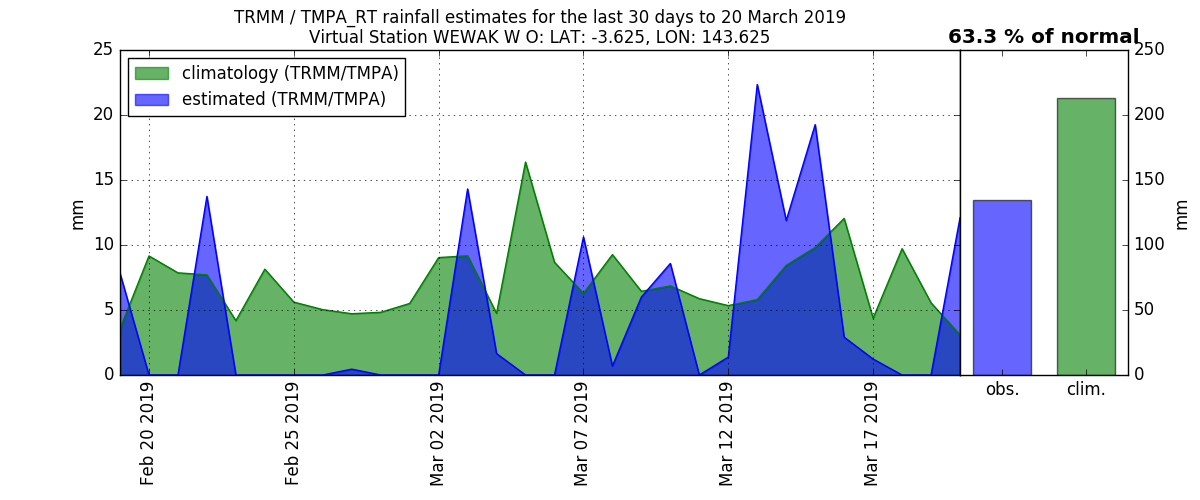 TRMM / TMPA_RT rainfall estimates for the last 30 days to 20 March 2019
Virtual Station WEWAK W O: LAT: -3.625, LON: 143.625
63.3 % of normal
climatology (TRMM/TMPA)
estimated (TRMM/TMPA)
25
20
15
10
5
0
mm
Feb 20 2019
Feb 25 2019
Mar 02 2019
Mar 07 2019
Mar 12 2019
Mar 17 2019
obs.
clim.
250
200
150
100
50
0
mm